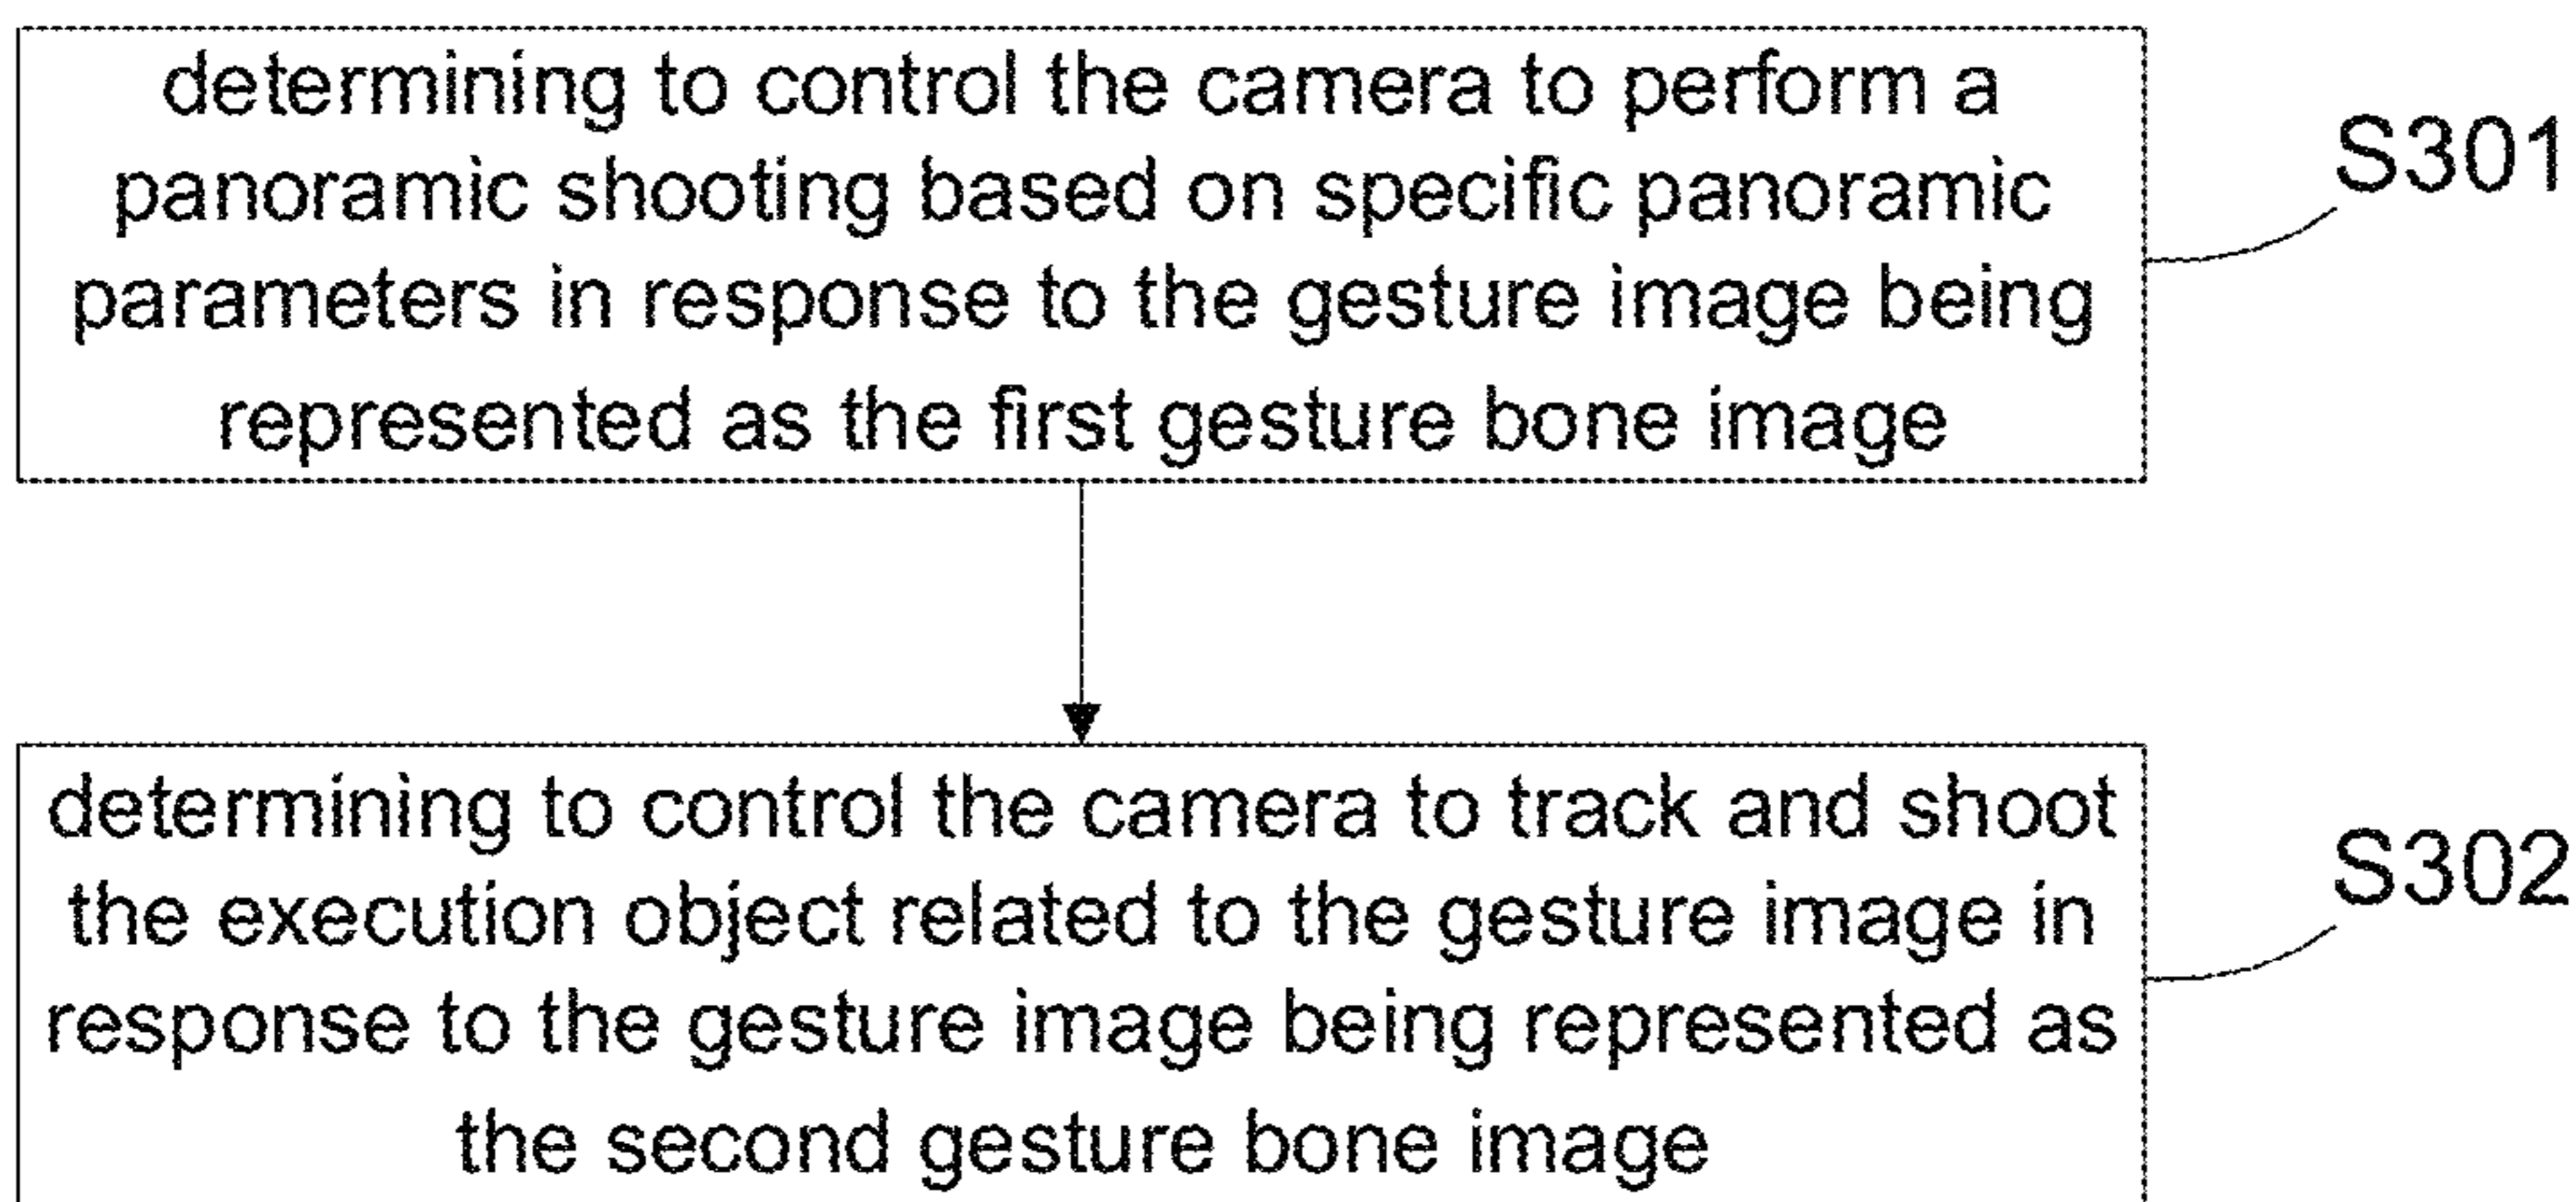 determining to control the camera to perform a
panoramic shooting based on specific panoramic
parameters in response to the gesture image being
represented as the first gesture bone image
S301
determining to control the camera to track and shoot
the execution object related to the gesture image in
response to the gesture image being represented as
the second gesture bone image
S302